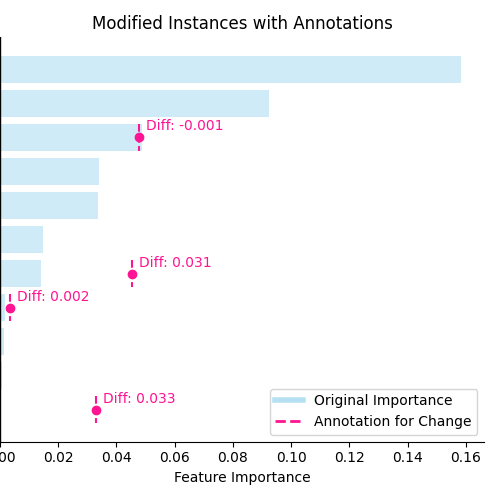 Modified Instances with Annotations
Diff: -0.001
Diff: 0.031
Diff: 0.002
Diff: 0.033
Original Importance
Annotation for Change
00 0.02 0.04 0.06 0.08 0.10 0.12 0.14 0.16
Feature Importance